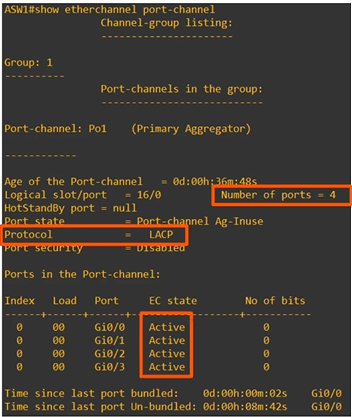 ASW1#show etherchannel port-channel
Channel-group listing:
----------------------
Group: 1
----------
Port-channels in the group:
---------------------------
Port-channel: Po1    (Primary Aggregator)
------------
Age of the Port-channel   = 0d:00h:36m:48s
Logical slot/port   = 16/0          Number of ports = 4
HotStandBy port = null
Port state          = Port-channel Ag-Inuse
Protocol            =   LACP
Port security       = Disabled
Ports in the Port-channel:
Index   Load   Port     EC state        No of bits
------+------+------+------------------+-----------
0     00     Gi0/0    Active             0
0     00     Gi0/1    Active             0
0     00     Gi0/2    Active             0
0     00     Gi0/3    Active             0
Time since last port bundled:    0d:00h:00m:02s    Gi0/0
Time since last port Un-bundled: 0d:00h:08m:42s    Gi0/0